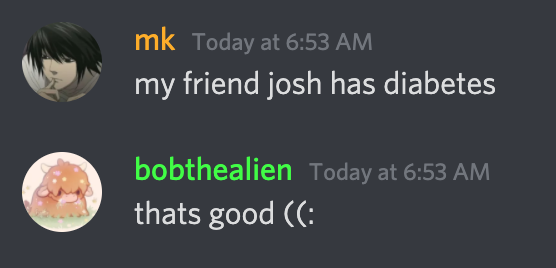 mk Today at 6:53 AM
my friend josh has diabetes
bobthealien Today at 6:53 AM
thats good ((: